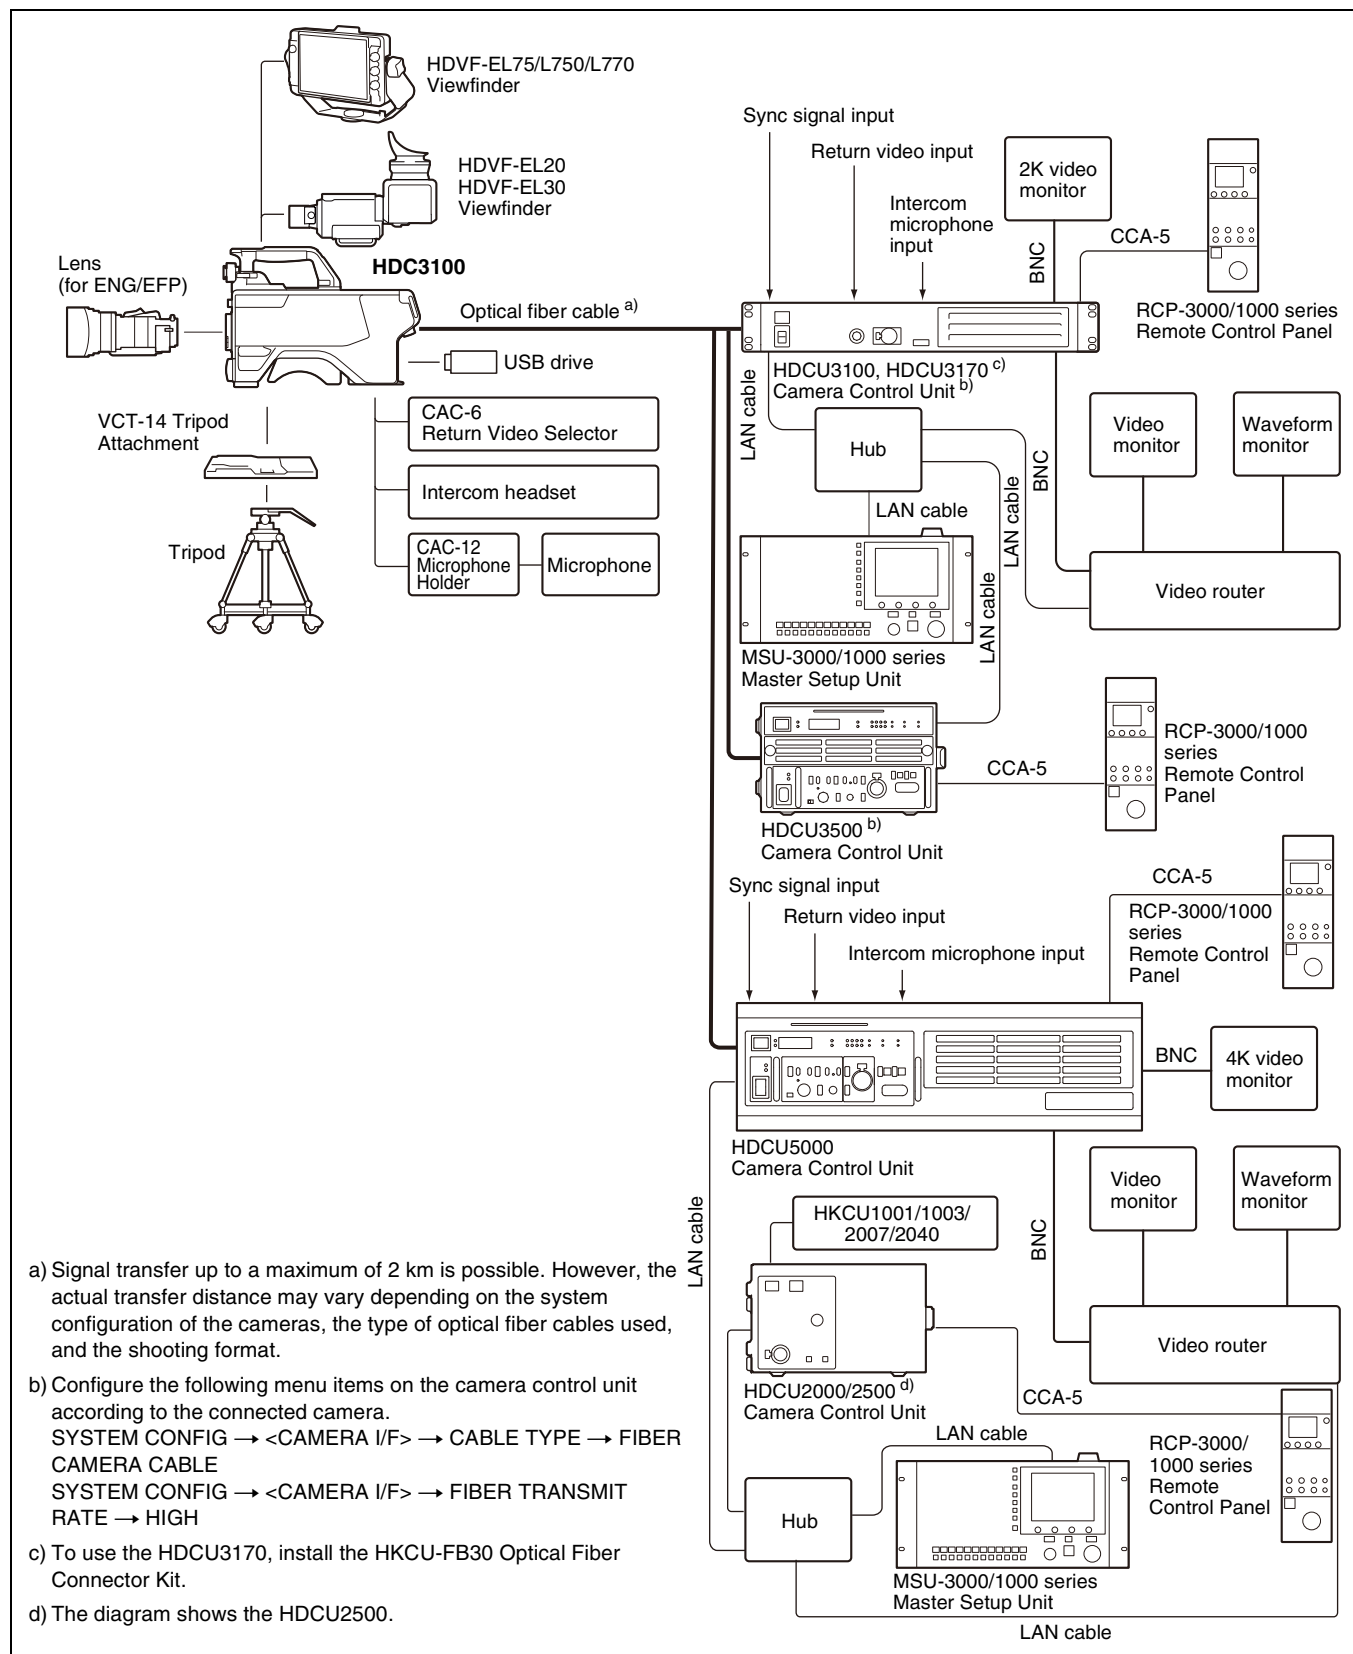 HDVF-EL75/L750/L770
Viewfinder
HDVF-EL20
HDVF-EL30
Viewfinder
Lens
(for ENG/EFP)
HDC3100
Optical fiber cable a)
USB drive
VCT-14 Tripod
Attachment
Tripod
CAC-6
Return Video Selector
Intercom headset
CAC-12
Microphone
Holder
Microphone
Sync signal input
Return video input
Intercom
microphone
input
2K video
monitor
BNC
CCA-5
RCP-3000/1000 series
Remote Control Panel
HDCU3100, HDCU3170 c)
Camera Control Unit b)
LAN cable
Hub
LAN cable
LAN cable
LAN cable
BNC
Video
monitor
Waveform
monitor
Video router
MSU-3000/1000 series
Master Setup Unit
CCA-5
RCP-3000/1000
series
Remote Control
Panel
HDCU3500 b)
Camera Control Unit
Sync signal input
Return video input
Intercom microphone input
CCA-5
RCP-3000/1000
series
Remote Control
Panel
BNC
4K video
monitor
HDCU5000
Camera Control Unit
LAN cable
HKCU1001/1003/
2007/2040
BNC
Video
monitor
Waveform
monitor
Video router
HDCU2000/2500 d)
Camera Control Unit
CCA-5
LAN cable
Hub
RCP-3000/
1000 series
Remote
Control Panel
MSU-3000/1000 series
Master Setup Unit
LAN cable
a) Signal transfer up to a maximum of 2 km is possible. However, the
actual transfer distance may vary depending on the system
configuration of the cameras, the type of optical fiber cables used,
and the shooting format.
b) Configure the following menu items on the camera control unit
according to the connected camera.
SYSTEM CONFIG → <CAMERA I/F> → CABLE TYPE → FIBER
CAMERA CABLE
SYSTEM CONFIG → <CAMERA I/F> → FIBER TRANSMIT
RATE → HIGH
c) To use the HDCU3170, install the HKCU-FB30 Optical Fiber
Connector Kit.
d) The diagram shows the HDCU2500.